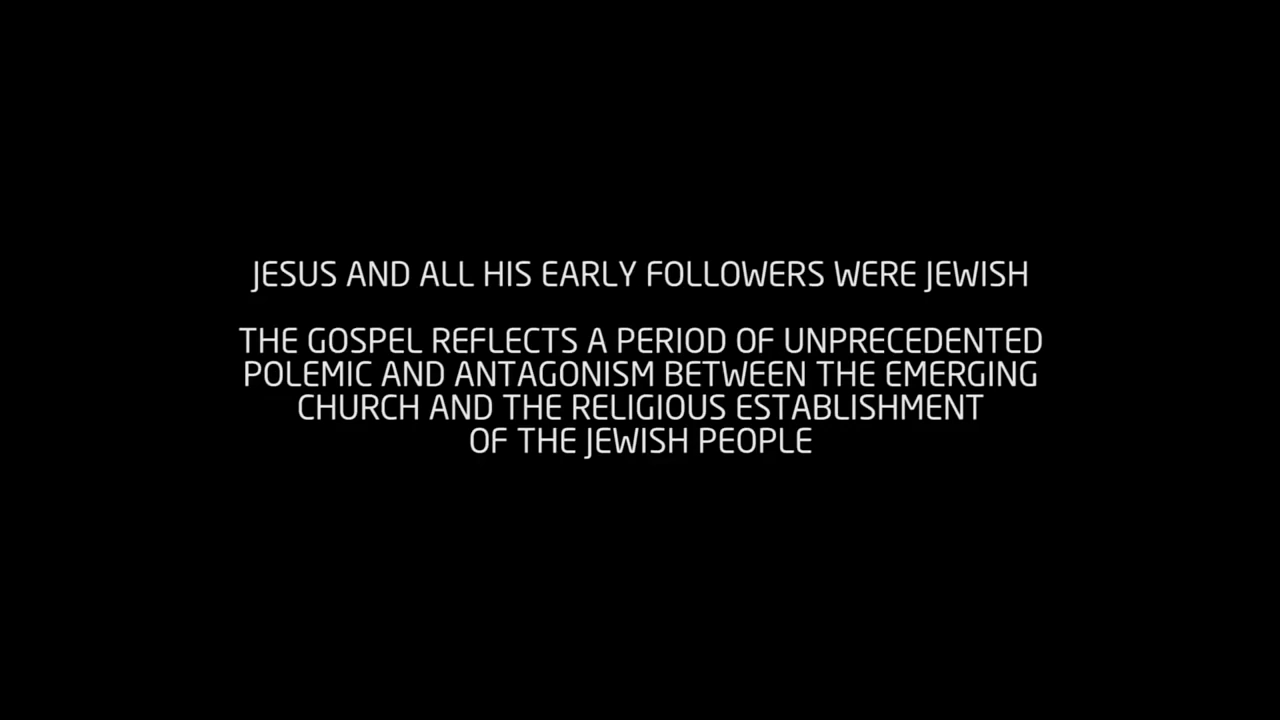 JESUS AND ALL HIS EARLY FOLLOWERS WERE JEWISH
THE GOSPEL REFLECTS A PERIOD OF UNPRECEDENTED
POLEMIC AND ANTAGONISM BETWEEN THE EMERGING
CHURCH AND THE RELIGIOUS ESTABLISHMENT
OF THE JEWISH PEOPLE